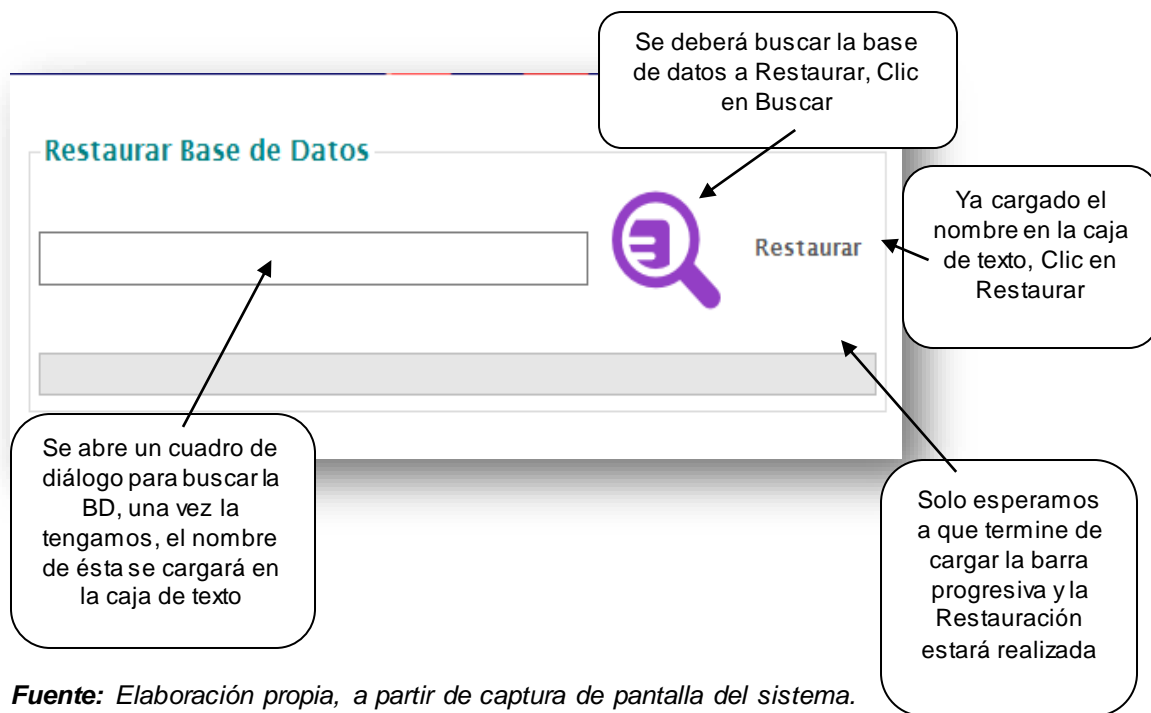 Se deberá buscar la base
de datos a Restaurar, Clic
en Buscar
Restaurar Base de Datos
Restaurar
Ya cargado el
nombre en la caja
de texto, Clic en
Restaurar
Se abre un cuadro de
diálogo para buscar la
BD, una vez la
tengamos, el nombre
de ésta se cargará en
la caja de texto
Solo esperamos
a que termine de
cargar la barra
progresiva y la
Restauración
estará realizada
Fuente: Elaboración propia, a partir de captura de pantalla del sistema.